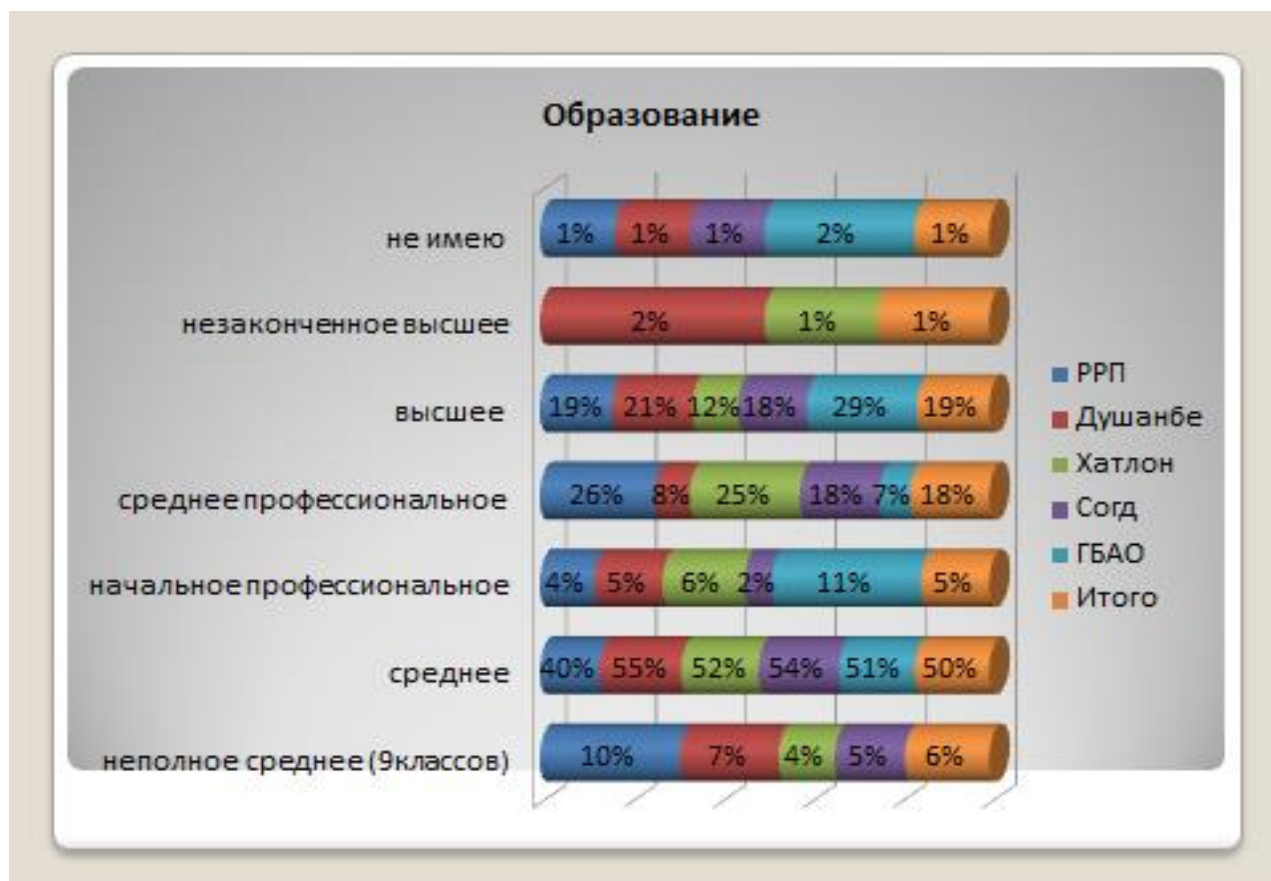 Образование
не имею
1% 1% 1% 2% 1%
незаконченное высшее
2% 1% 1%
высшее
19% 21% 12% 18% 29% 19%
среднее профессиональное
26% 8% 25% 18% 7% 18%
начальное профессиональное
4% 5% 6% 2% 11% 5%
среднее
40% 55% 52% 54% 51% 50%
неполное среднее (9классов)
10% 7% 4% 5% 6%
РРП
Душанбе
Хатлон
Согд
ГБАО
Итого